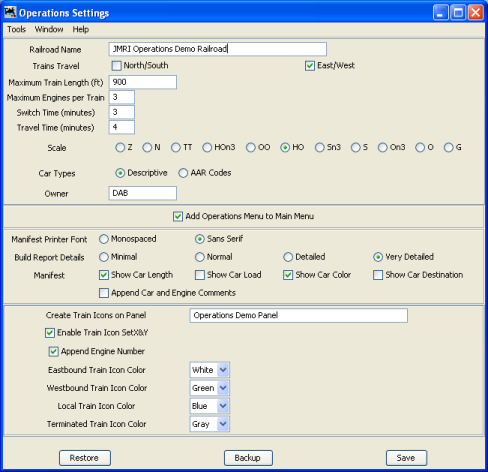 Operations Settings
Tools Window Help
Railroad Name JMRI Operations Demo Railroad
Trains Travel North/South East/West
Maximum Train Length (ft) 900
Maximum Engines per Train 3
Switch Time (minutes) 3
Travel Time (minutes) 4
Scale Z N TT HOn3 OO HO Sn3 S On3 O G
Car Types Descriptive AAR Codes
Owner DAB
Add Operations Menu to Main Menu
Manifest Printer Font Monospaced Sans Serif
Build Report Details Minimal Normal Detailed Very Detailed
Manifest Show Car Length Show Car Load Show Car Color Show Car Destination
Append Car and Engine Comments
Create Train Icons on Panel Operations Demo Panel
Enable Train Icon SetX&Y
Append Engine Number
Eastbound Train Icon Color White
Westbound Train Icon Color Green
Local Train Icon Color Blue
Terminated Train Icon Color Gray
Restore Backup Save